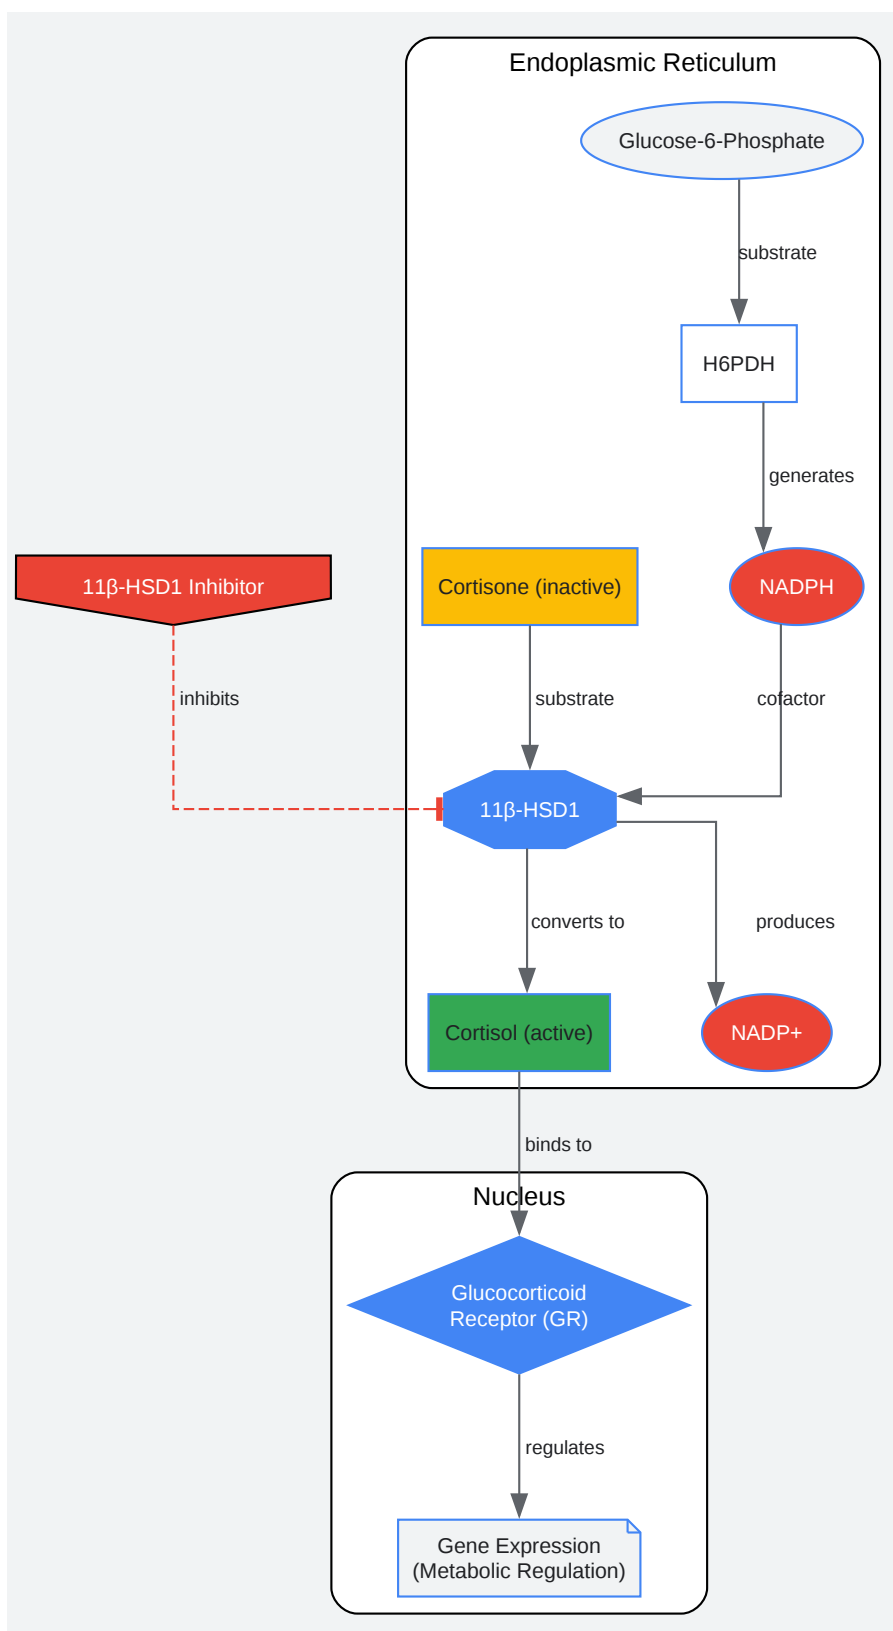 Endoplasmic Reticulum
Glucose-6-Phosphate
substrate
H6PDH
generates
11β-HSD1 Inhibitor
Cortisone (inactive)
NADPH
inhibits
substrate
cofactor
11β-HSD1
converts to
produces
Cortisol (active)
NADP+
binds to
Nucleus
Glucocorticoid
Receptor (GR)
regulates
Gene Expression
(Metabolic Regulation)